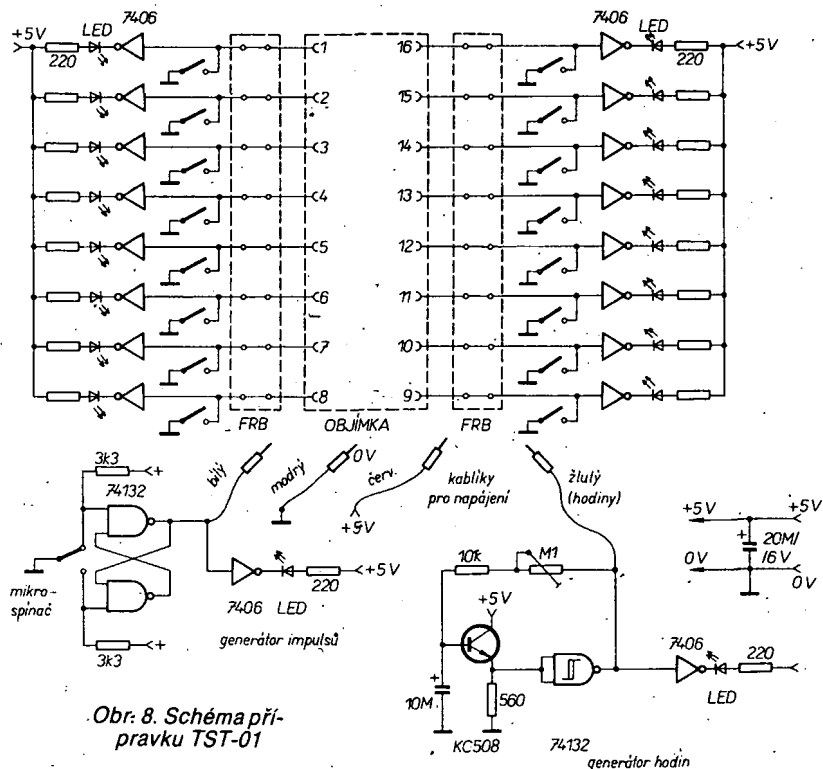 7406
LED
+5V
220
1
2
3
4
5
6
7
8
16
15
14
13
12
11
10
9
7406
LED
220
+5V
FRB
OBJÍMKA
FRB
3k3
+
74132
bílý
modrý
0V
červ.
+5V
kablíky
pro napájení
žlutý
(hodiny)
mikro-
spínač
3k3
+
7406 LED
220
+5V
generátor impulsů
10k
M1
+5V
+
10M
KC508
560
74132
7406
220
LED
generátor hodin
+5V
+5V
+
20M/
/6V
0V
0V
Obr. 8. Schéma pří-
pravku TST-01